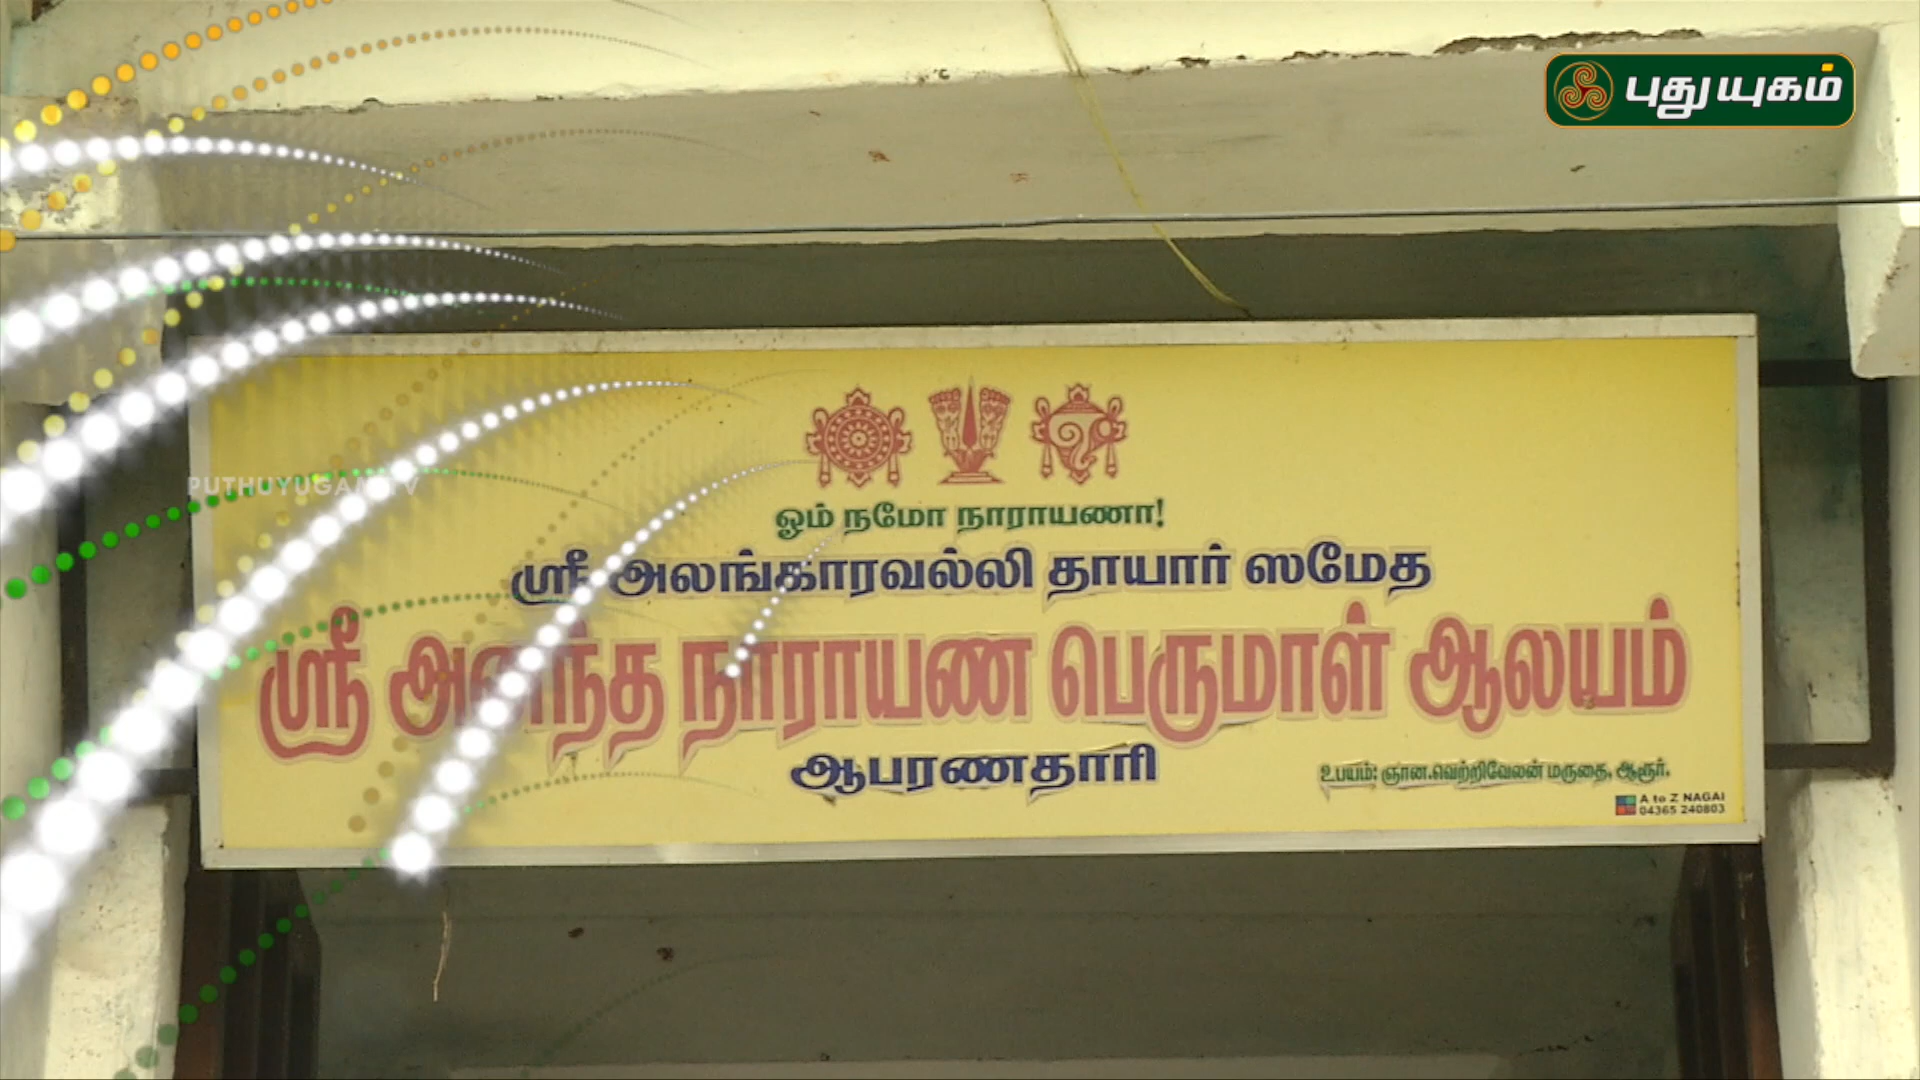 புதுயுகம்
PUTHUYUGAM TV
ஓம் நமோ நாராயணா!
ஸ்ரீ அலங்காரவல்லி தாயார் ஸமேத
ஸ்ரீ அனந்த நாராயண பெருமாள் ஆலயம்
ஆபரணதாரி
உபயம்: ஞான.வெற்றிவேலன் மருதை, ஆரூர்.
A to Z NAGAI
04365 240803